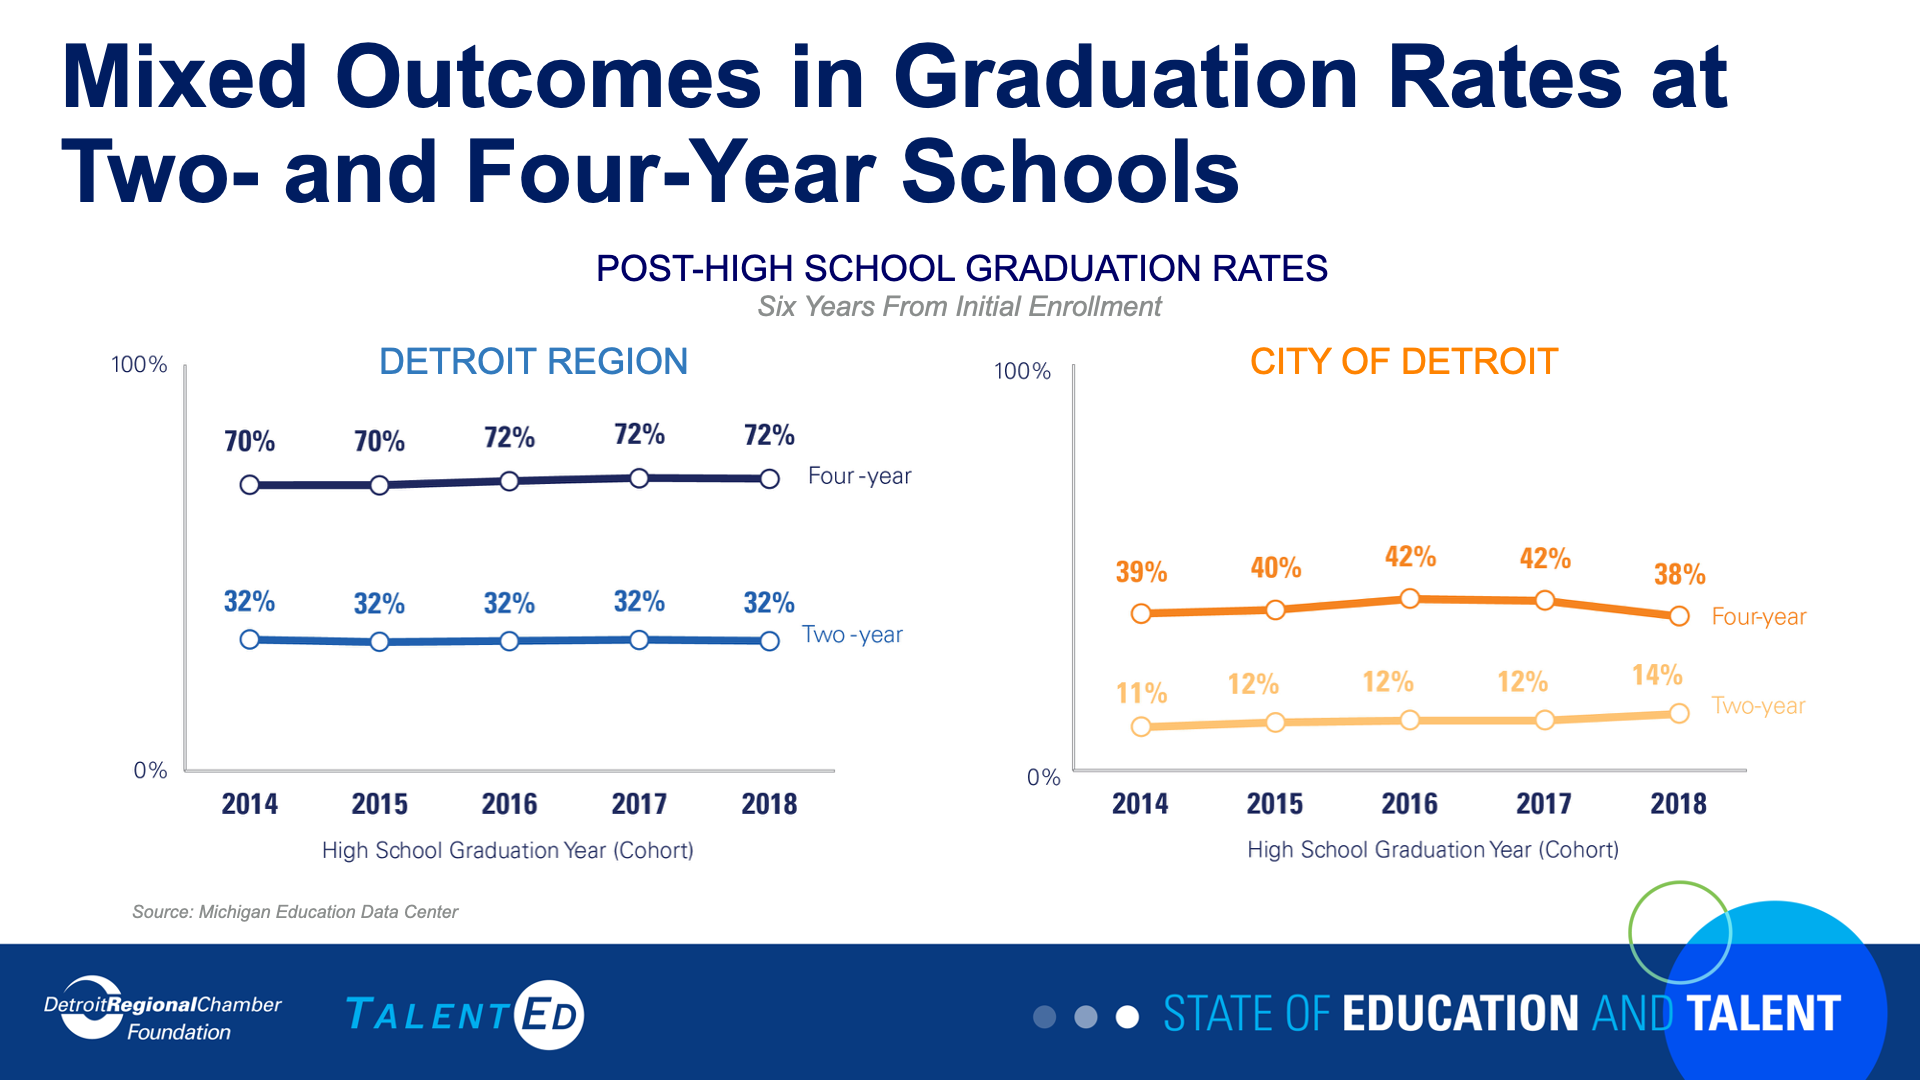 Mixed Outcomes in Graduation Rates at
Two- and Four-Year Schools
POST-HIGH SCHOOL GRADUATION RATES
Six Years From Initial Enrollment
DETROIT REGION
100%
70% 70% 72% 72% 72%
Four-year
32% 32% 32% 32% 32%
Two-year
0%
2014 2015 2016 2017 2018
High School Graduation Year (Cohort)
CITY OF DETROIT
100%
39% 40% 42% 42% 38%
Four-year
11% 12% 12% 12% 14%
Two-year
0%
2014 2015 2016 2017 2018
High School Graduation Year (Cohort)
Source: Michigan Education Data Center
DetroitRegionalChamber
Foundation
TALENTED
STATE OF EDUCATION AND TALENT